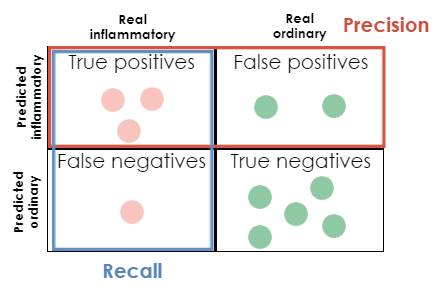 Real
inflammatory
Real
ordinary
Precision
Predicted
inflammatory
True positives
False positives
Predicted
ordinary
False negatives
True negatives
Recall